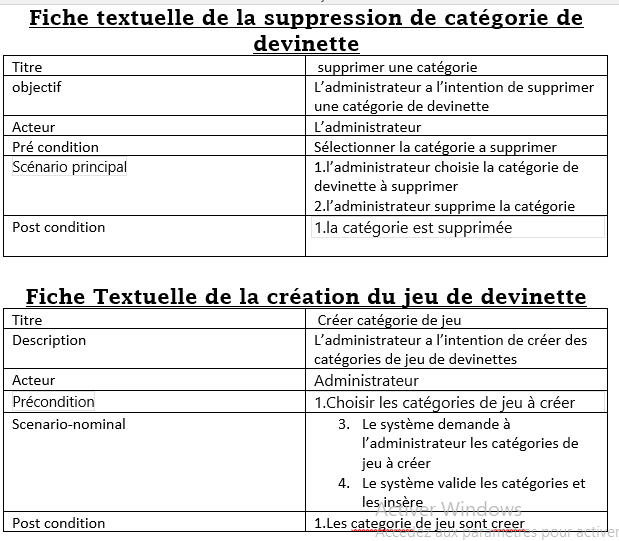 Fiche textuelle de la suppression de catégorie de
devinette
Titre supprimer une catégorie
objectif L’administrateur a l’intention de supprimer
une catégorie de devinette
Acteur L’administrateur
Pré condition Sélectionner la catégorie a supprimer
Scénario principal 1.l’administrateur choisie la catégorie de
devinette à supprimer
2.l’administrateur supprime la catégorie
Post condition 1.la catégorie est supprimée
Fiche Textuelle de la création du jeu de devinette
Titre Créer catégorie de jeu
Description L’administrateur a l’intention de créer des
catégories de jeu de devinettes
Acteur Administrateur
Précondition 1.Choisir les catégories de jeu à créer
Scenario-nominal 3. Le système demande à
l’administrateur les catégories de
jeu à créer
4. Le système valide les catégories et
les insère
Activer Windows
Post condition 1.Les categorie de jeu sont creer
Accédez aux paramètres pour activer